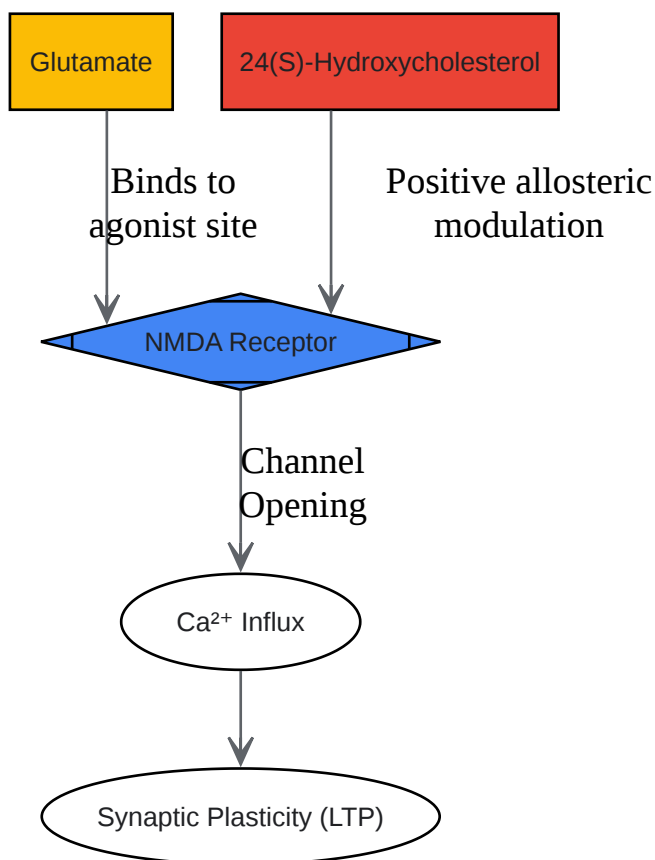 Glutamate
24(S)-Hydroxycholesterol
Binds to
agonist site
Positive allosteric
modulation
NMDA Receptor
Channel
Opening
Ca²⁺ Influx
Synaptic Plasticity (LTP)